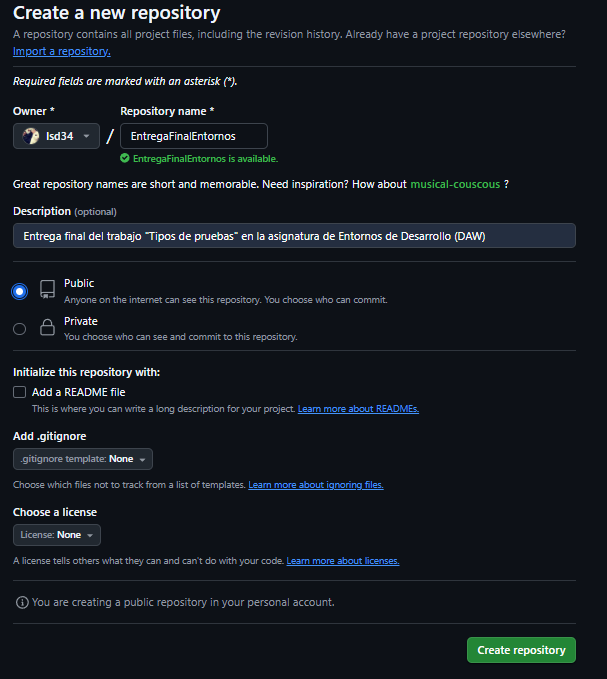 Create a new repository
A repository contains all project files, including the revision history. Already have a project repository elsewhere?
Import a repository.
Required fields are marked with an asterisk (*).
Owner * Repository name *
lsd34 / EntregaFinalEntornos
EntregaFinalEntornos is available.
Great repository names are short and memorable. Need inspiration? How about musical-couscous ?
Description (optional)
Entrega final del trabajo "Tipos de pruebas" en la asignatura de Entornos de Desarrollo (DAW)
Public
Anyone on the internet can see this repository. You choose who can commit.
Private
You choose who can see and commit to this repository.
Initialize this repository with:
Add a README file
This is where you can write a long description for your project. Learn more about READMEs.
Add .gitignore
.gitignore template: None
Choose which files not to track from a list of templates. Learn more about ignoring files.
Choose a license
License: None
A license tells others what they can and can't do with your code. Learn more about licenses.
You are creating a public repository in your personal account.
Create repository